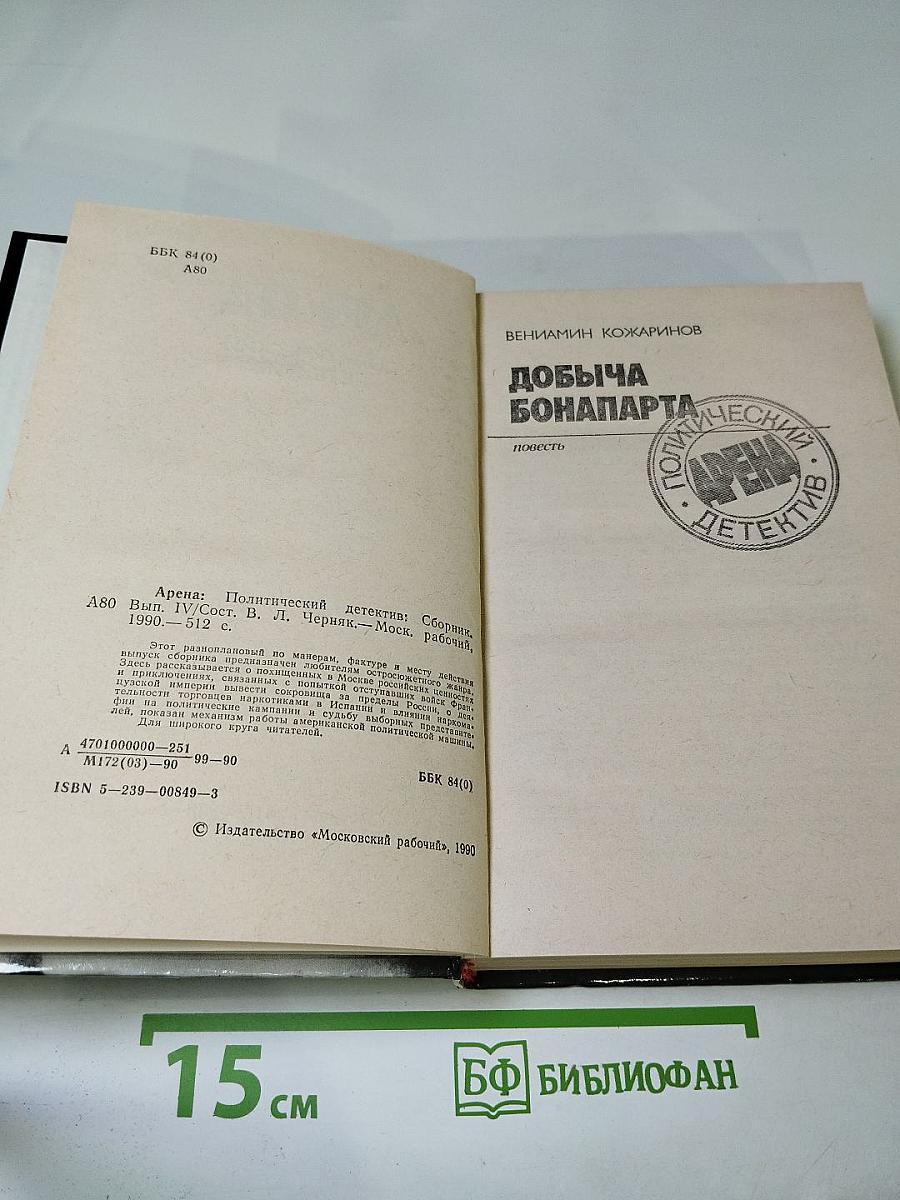 ББК 84(0)
А80
Арена: Политический детектив: Сборник.
А80 Вып. IV/Сост. В. Л. Черняк.—Моск. рабочий,
1990.— 512 с.
Этот разноплановый по манерам, фактуре и месту действия
выпуск сборника предназначен любителям остросюжетного жанра.
Здесь рассказывается о похищенных в Москве российских ценностях
и приключениях, связанных с попыткой отступавших войск Фран-
цузской империи вывести сокровища за пределы России, о дея-
тельности торговцев наркотиками в Испании и влиянии наркома-
фии на политические кампании и судьбу выборных представите-
лей, показан механизм работы американской политической машины.
Для широкого круга читателей.
А 4701000000—251
М172(03)—90 99—90
ББК 84(0)
ISBN 5—239—00849—3
© Издательство «Московский рабочий», 1990
ВЕНИАМИН КОЖАРИНОВ
ДОБЫЧА
БОНАПАРТА
повесть
ПОЛИТИЧЕСКИЙ
АРЕНА
ДЕТЕКТИВ
15 см
БФ БИБЛИОФАН